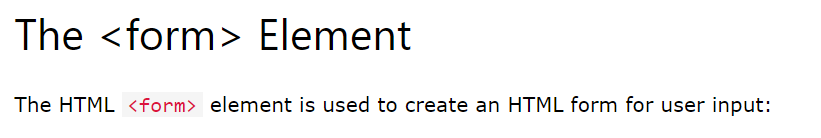 The <form> Element
The HTML <form> element is used to create an HTML form for user input: